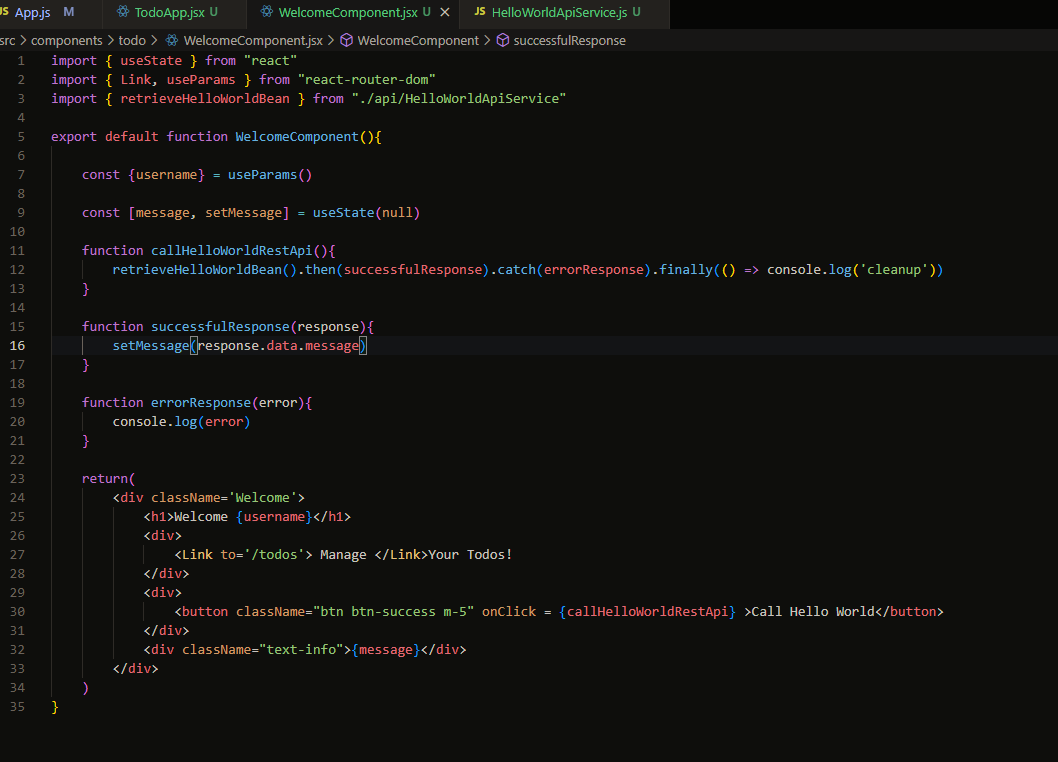 JS App.js M TodoApp.jsx U WelcomeComponent.jsx U × JS HelloWorldApiService.js U
src > components > todo > WelcomeComponent.jsx > WelcomeComponent > successfulResponse
1 import { useState } from "react"
2 import { Link, useParams } from "react-router-dom"
3 import { retrieveHelloWorldBean } from "./api/HelloWorldApiService"
4
5 export default function WelcomeComponent(){
6
7 const {username} = useParams()
8
9 const [message, setMessage] = useState(null)
10
11 function callHelloWorldRestApi(){
12 retrieveHelloWorldBean().then(successfulResponse).catch(errorResponse).finally(() => console.log('cleanup'))
13 }
14
15 function successfulResponse(response){
16 setMessage(response.data.message)
17 }
18
19 function errorResponse(error){
20 console.log(error)
21 }
22
23 return(
24 <div className='Welcome'>
25 <h1>Welcome {username}</h1>
26 <div>
27 <Link to='/todos'> Manage </Link>Your Todos!
28 </div>
29 <div>
30 <button className="btn btn-success m-5" onClick = {callHelloWorldRestApi} >Call Hello World</button>
31 </div>
32 <div className="text-info">{message}</div>
33 </div>
34 )
35 }